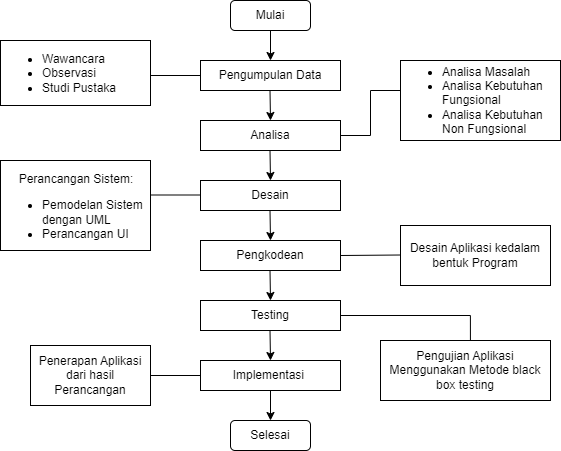 Mulai
• Wawancara
• Observasi
• Studi Pustaka
Pengumpulan Data
• Analisa Masalah
• Analisa Kebutuhan
Fungsional
• Analisa Kebutuhan
Non Fungsional
Analisa
Perancangan Sistem:
• Pemodelan Sistem
dengan UML
• Perancangan UI
Desain
Pengkodean
Desain Aplikasi kedalam
bentuk Program
Testing
Pengujian Aplikasi
Menggunakan Metode black
box testing
Penerapan Aplikasi
dari hasil
Perancangan
Implementasi
Selesai